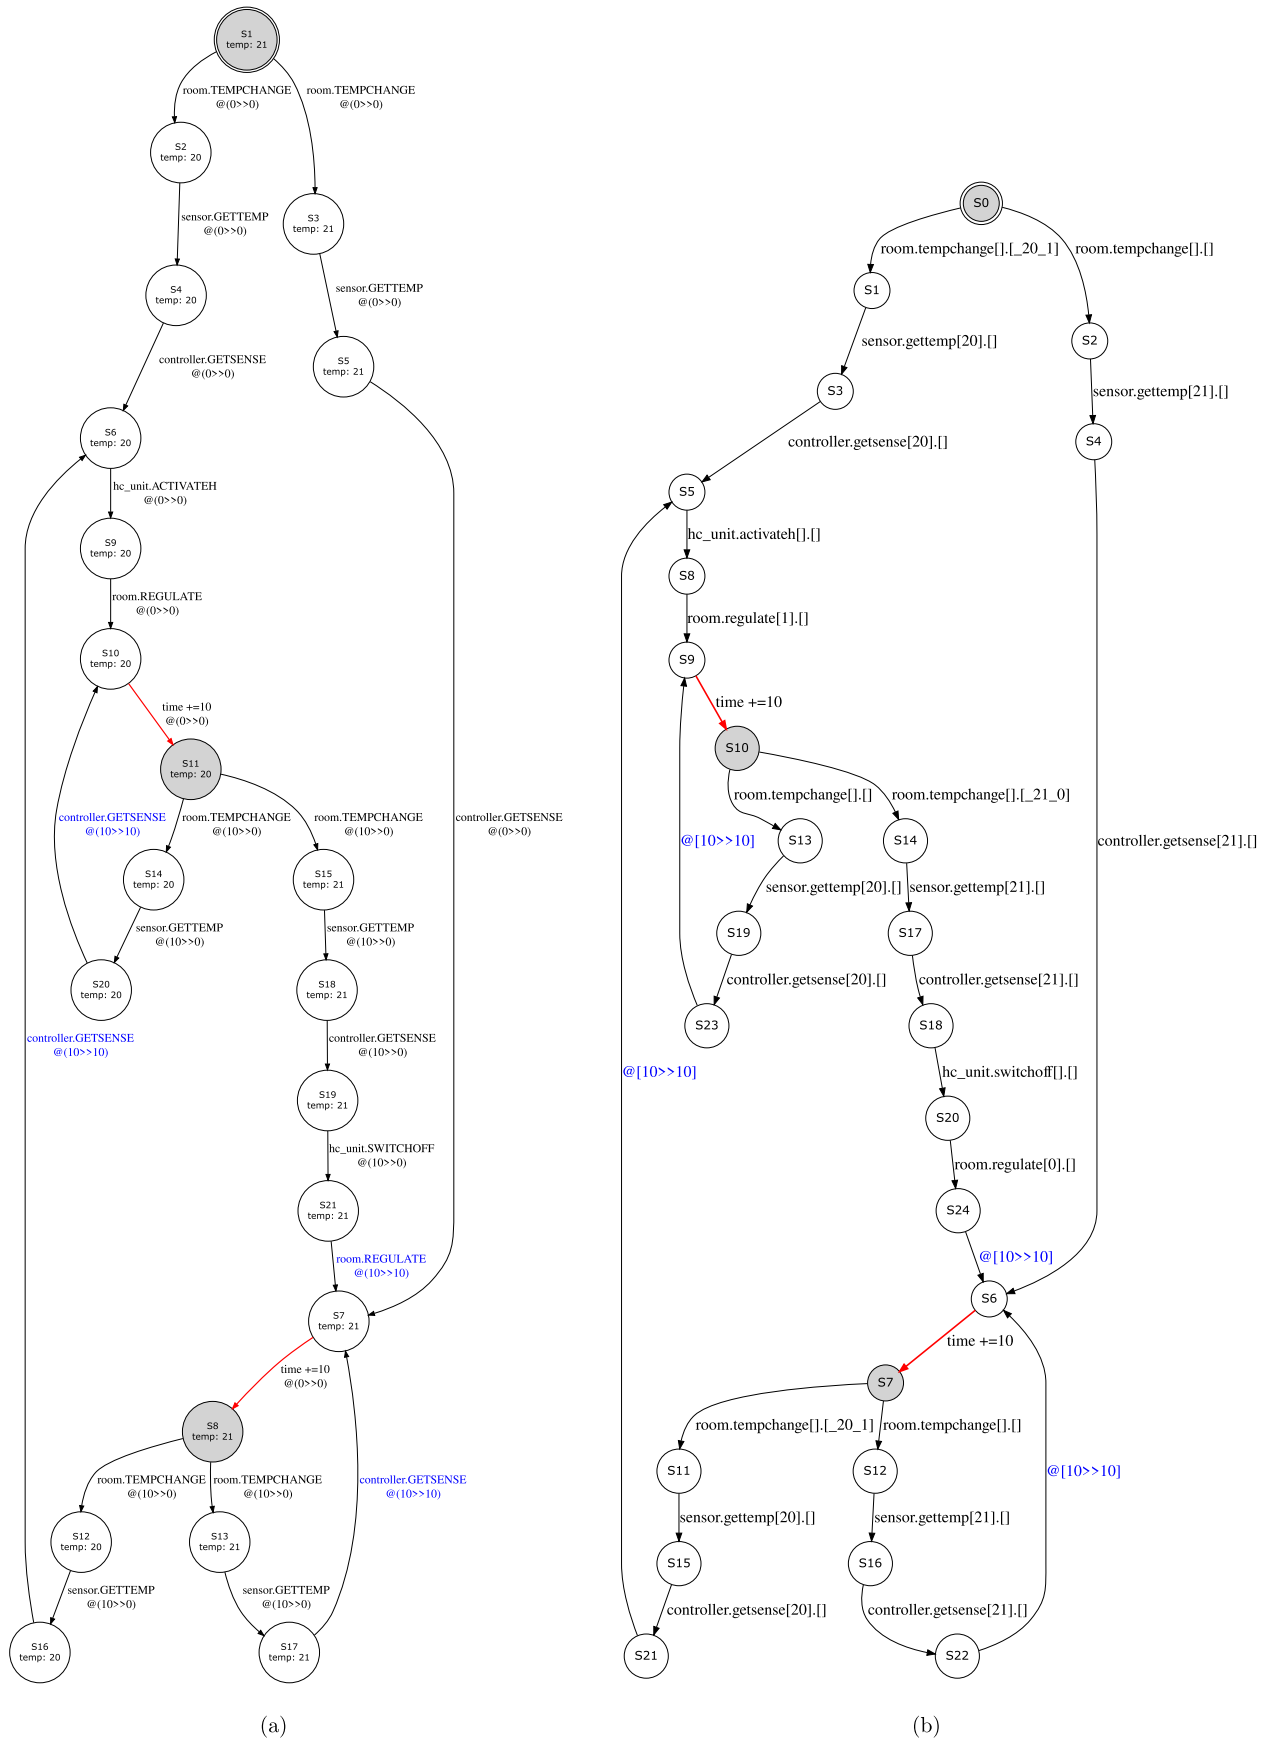 S1
temp: 21
room.TEMPCHANGE
@(0>>0)
room.TEMPCHANGE
@(0>>0)
S2
temp: 20
sensor.GETTEMP
@(0>>0)
S3
temp: 21
S4
temp: 20
sensor.GETTEMP
@(0>>0)
controller.GETSENSE
@(0>>0)
S5
temp: 21
S6
temp: 20
hc_unit.ACTIVATEH
@(0>>0)
S9
temp: 20
room.REGULATE
@(0>>0)
S10
temp: 20
time +=10
@(0>>0)
S11
temp: 20
controller.GETSENSE
@(10>>10)
room.TEMPCHANGE
@(10>>0)
room.TEMPCHANGE
@(10>>0)
controller.GETSENSE
@(0>>0)
S14
temp: 20
S15
temp: 21
sensor.GETTEMP
@(10>>0)
sensor.GETTEMP
@(10>>0)
S20
temp: 20
S18
temp: 21
controller.GETSENSE
@(10>>10)
controller.GETSENSE
@(10>>0)
S19
temp: 21
hc_unit.SWITCHOFF
@(10>>0)
S21
temp: 21
room.REGULATE
@(10>>10)
S7
temp: 21
time +=10
@(0>>0)
S8
temp: 21
room.TEMPCHANGE
@(10>>0)
room.TEMPCHANGE
@(10>>0)
controller.GETSENSE
@(10>>10)
S12
temp: 20
S13
temp: 21
sensor.GETTEMP
@(10>>0)
sensor.GETTEMP
@(10>>0)
S16
temp: 20
S17
temp: 21
(a)
S0
room.tempchange[].[_20_1]
room.tempchange[].[]
S1
S2
sensor.gettemp[20].[]
S3
sensor.gettemp[21].[]
controller.getsense[20].[]
S4
S5
hc_unit.activateh[].[]
S8
room.regulate[1].[]
S9
time +=10
S10
room.tempchange[].[]
room.tempchange[].[_21_0]
@[10>>10]
S13
S14
controller.getsense[21].[]
sensor.gettemp[20].[]
sensor.gettemp[21].[]
S19
S17
controller.getsense[20].[]
controller.getsense[21].[]
S23
S18
@[10>>10]
hc_unit.switchoff[].[]
S20
room.regulate[0].[]
S24
@[10>>10]
S6
time +=10
S7
room.tempchange[].[_20_1]
room.tempchange[].[]
S11
S12
@[10>>10]
sensor.gettemp[20].[]
sensor.gettemp[21].[]
S15
S16
controller.getsense[20].[]
controller.getsense[21].[]
S21
S22
(b)